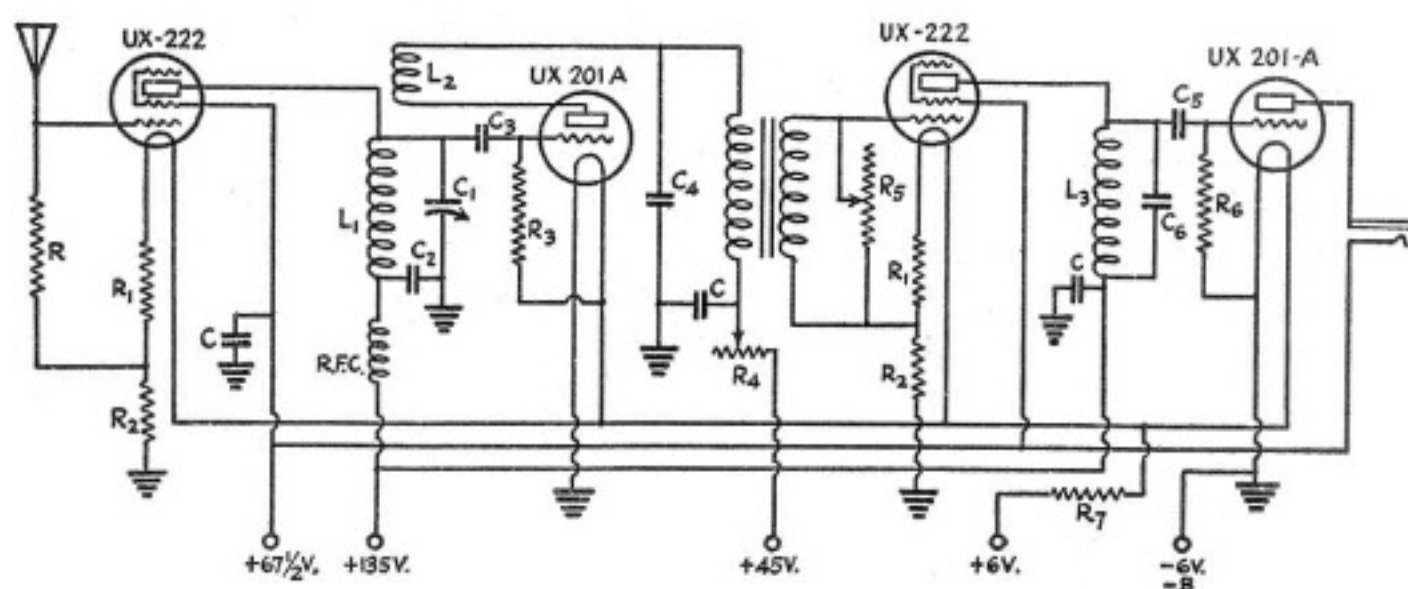 UX-222
L2
UX 201A
UX-222
UX 201-A
C3
C5
C1
C4
R5
L3
C6
R6
R
L1
R3
C2
R1
R1
C
C
C
R.F.C.
R4
R2
R2
R7
+67½V.
+135V.
+45V.
+6V.
-6V.
-B